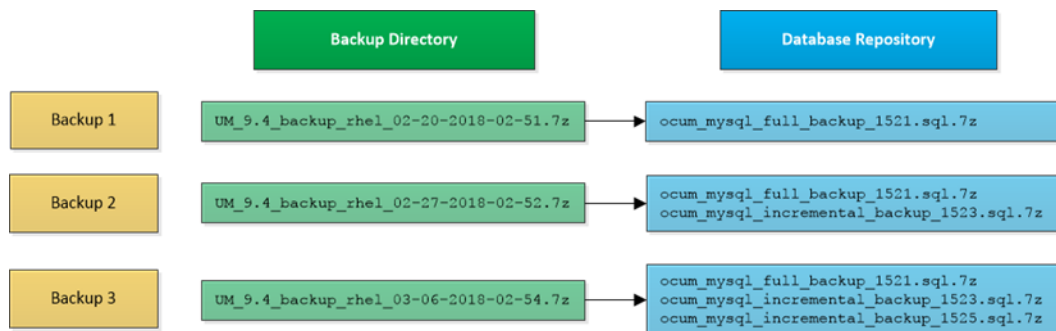 Backup Directory
Database Repository
Backup 1
UM_9.4_backup_rhel_02-20-2018-02-51.7z
ocum_mysql_full_backup_1521.sql.7z
Backup 2
UM_9.4_backup_rhel_02-27-2018-02-52.7z
ocum_mysql_full_backup_1521.sql.7z
ocum_mysql_incremental_backup_1523.sql.7z
Backup 3
UM_9.4_backup_rhel_03-06-2018-02-54.7z
ocum_mysql_full_backup_1521.sql.7z
ocum_mysql_incremental_backup_1523.sql.7z
ocum_mysql_incremental_backup_1525.sql.7z